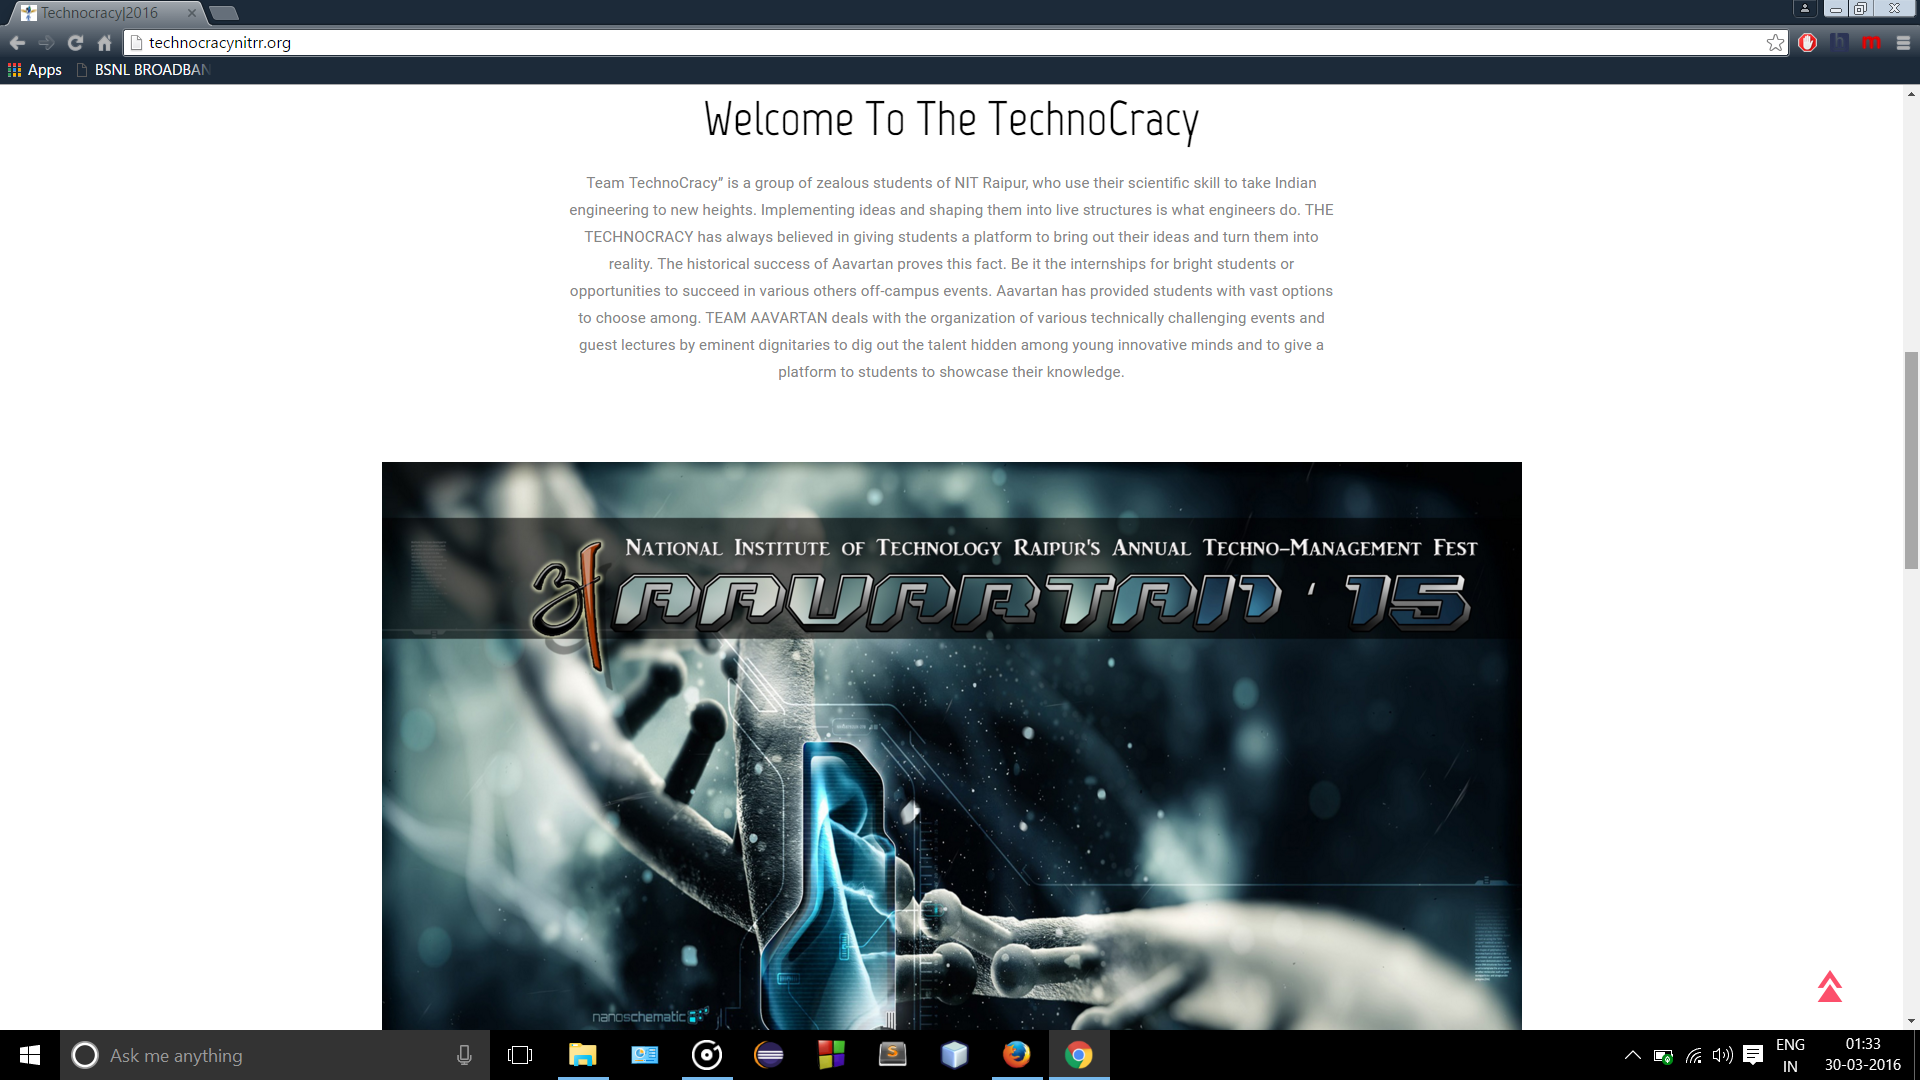 Technocracy|2016
technocracynitrr.org
Apps
BSNL BROADBAN
Welcome To The TechnoCracy
Team TechnoCracy” is a group of zealous students of NIT Raipur, who use their scientific skill to take Indian
engineering to new heights. Implementing ideas and shaping them into live structures is what engineers do. THE
TECHNOCRACY has always believed in giving students a platform to bring out their ideas and turn them into
reality. The historical success of Aavartan proves this fact. Be it the internships for bright students or
opportunities to succeed in various others off-campus events. Aavartan has provided students with vast options
to choose among. TEAM AAVARTAN deals with the organization of various technically challenging events and
guest lectures by eminent dignitaries to dig out the talent hidden among young innovative minds and to give a
platform to students to showcase their knowledge.
National Institute of Technology Raipur's Annual Techno-Management Fest
AAVARTAN ' 15
nanoschematic
Ask me anything
ENG
IN
01:33
30-03-2016